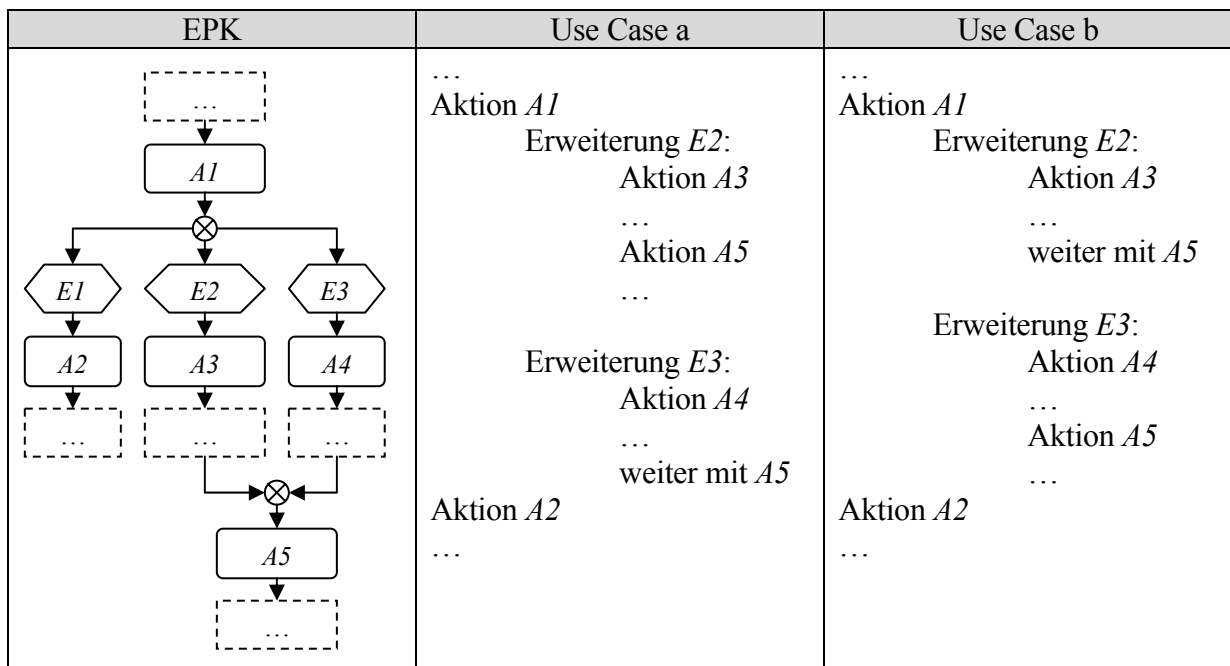 EPK
Use Case a
Use Case b
…
A1
E1 E2 E3
A2 A3 A4
… … …
A5
…
…
Aktion A1
Erweiterung E2:
Aktion A3
…
Aktion A5
…
Erweiterung E3:
Aktion A4
…
weiter mit A5
Aktion A2
…
…
Aktion A1
Erweiterung E2:
Aktion A3
…
weiter mit A5
Erweiterung E3:
Aktion A4
…
Aktion A5
…
Aktion A2
…